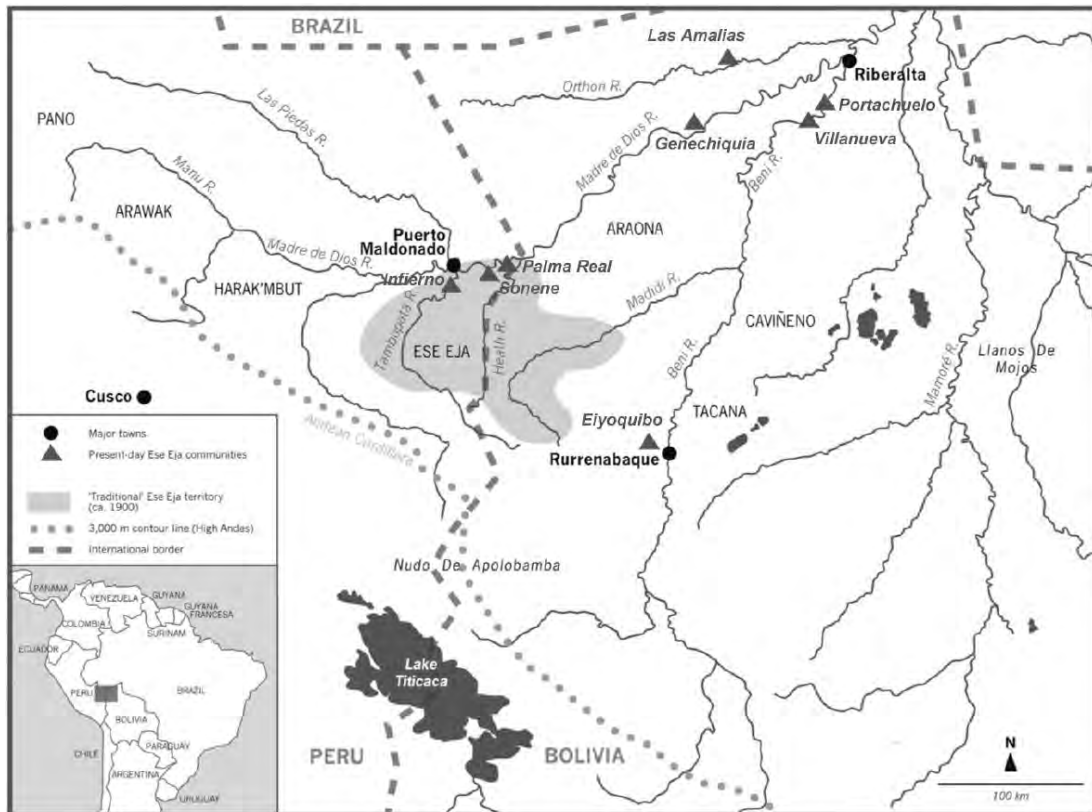 BRAZIL
Las Amalias
Riberalta
Orthon R.
Portachuelo
Las Piedas R.
PANO
Genechiquia
Villanueva
Madre de Dios R.
Beni R.
Manu R.
ARAWAK
ARAONA
Puerto
Maldonado
Madre de Dios R.
Palma Real
Infierno
Sonene
HARAK'MBUT
Madidi R.
Tambopata R.
Heath R.
ESE EJA
CAVIÑENO
Llanos De
Mojos
Mamoré R.
Beni R.
Cusco
TACANA
Eiyoquibo
Rurrenabaque
Andean Cordillera
Major towns
Present-day Ese Eja communities
'Traditional' Ese Eja territory
(ca. 1900)
3,000 m contour line (High Andes)
International border
Nudo De Apolobamba
PANAMA
VENEZUELA
GUYANA
GUYANA
FRANCESA
COLOMBIA
SURINAM
ECUADOR
PERU
BRAZIL
BOLIVIA
PARAGUAY
CHILE
ARGENTINA
URUGUAY
Lake
Titicaca
PERU
BOLIVIA
N
100 km